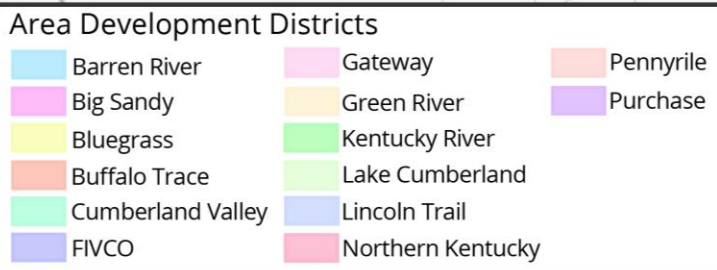 Area Development Districts
Barren River
Big Sandy
Bluegrass
Buffalo Trace
Cumberland Valley
FIVCO
Gateway
Green River
Kentucky River
Lake Cumberland
Lincoln Trail
Northern Kentucky
Pennyrile
Purchase